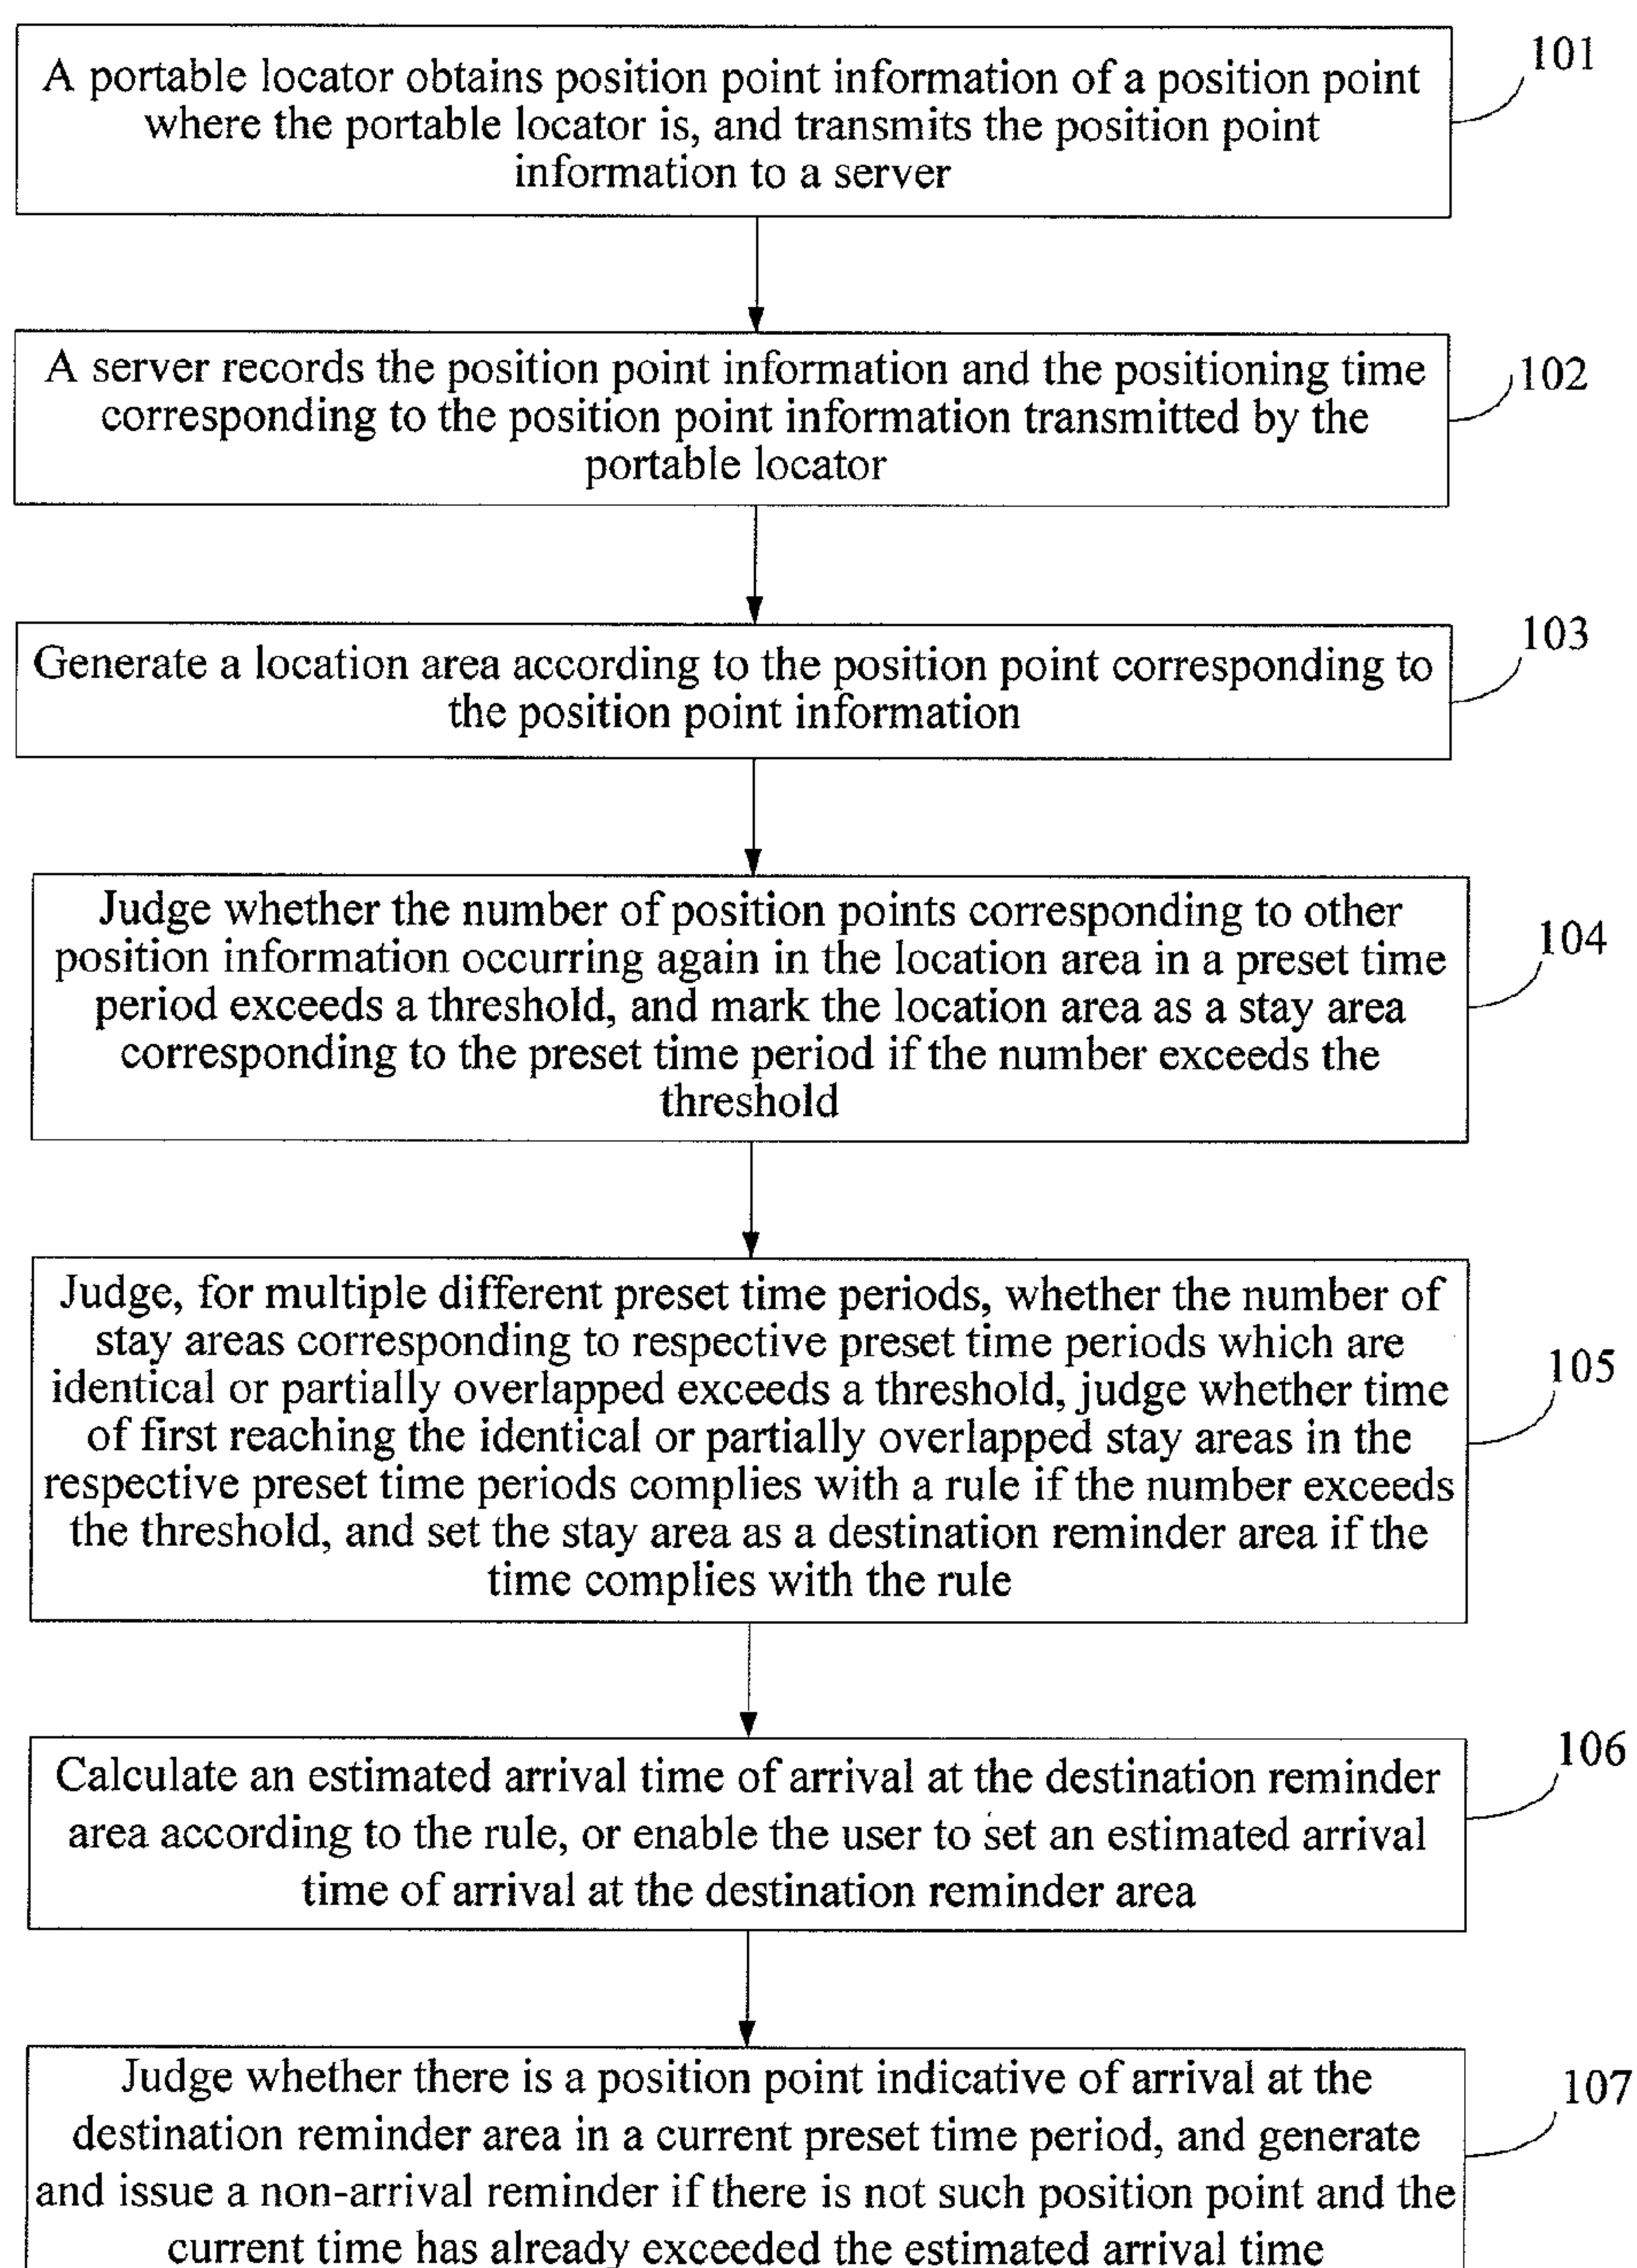 A portable locator obtains position point information of a position point
where the portable locator is, and transmits the position point
information to a server
101
A server records the position point information and the positioning time
corresponding to the position point information transmitted by the
portable locator
102
Generate a location area according to the position point corresponding to
the position point information
103
Judge whether the number of position points corresponding to other
position information occurring again in the location area in a preset time
period exceeds a threshold, and mark the location area as a stay area
corresponding to the preset time period if the number exceeds the
threshold
104
Judge, for multiple different preset time periods, whether the number of
stay areas corresponding to respective preset time periods which are
identical or partially overlapped exceeds a threshold, judge whether time
of first reaching the identical or partially overlapped stay areas in the
respective preset time periods complies with a rule if the number exceeds
the threshold, and set the stay area as a destination reminder area if the
time complies with the rule
105
Calculate an estimated arrival time of arrival at the destination reminder
area according to the rule, or enable the user to set an estimated arrival
time of arrival at the destination reminder area
106
Judge whether there is a position point indicative of arrival at the
destination reminder area in a current preset time period, and generate
and issue a non-arrival reminder if there is not such position point and the
current time has already exceeded the estimated arrival time
107